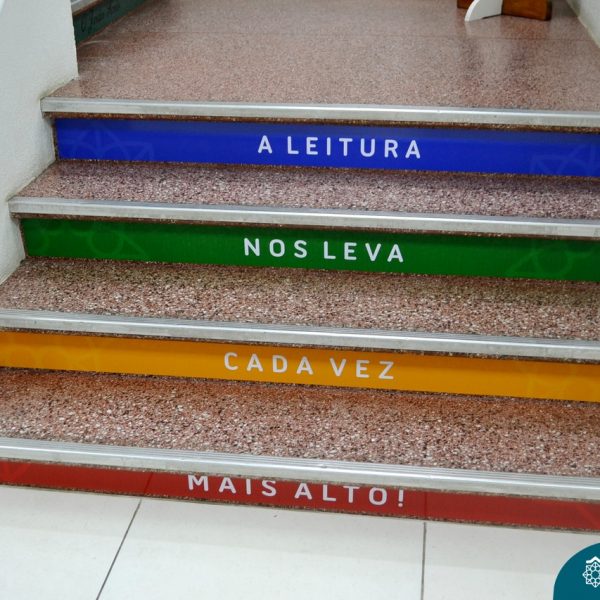 A LEITURA
NOS LEVA
CADA VEZ
MAIS ALTO!